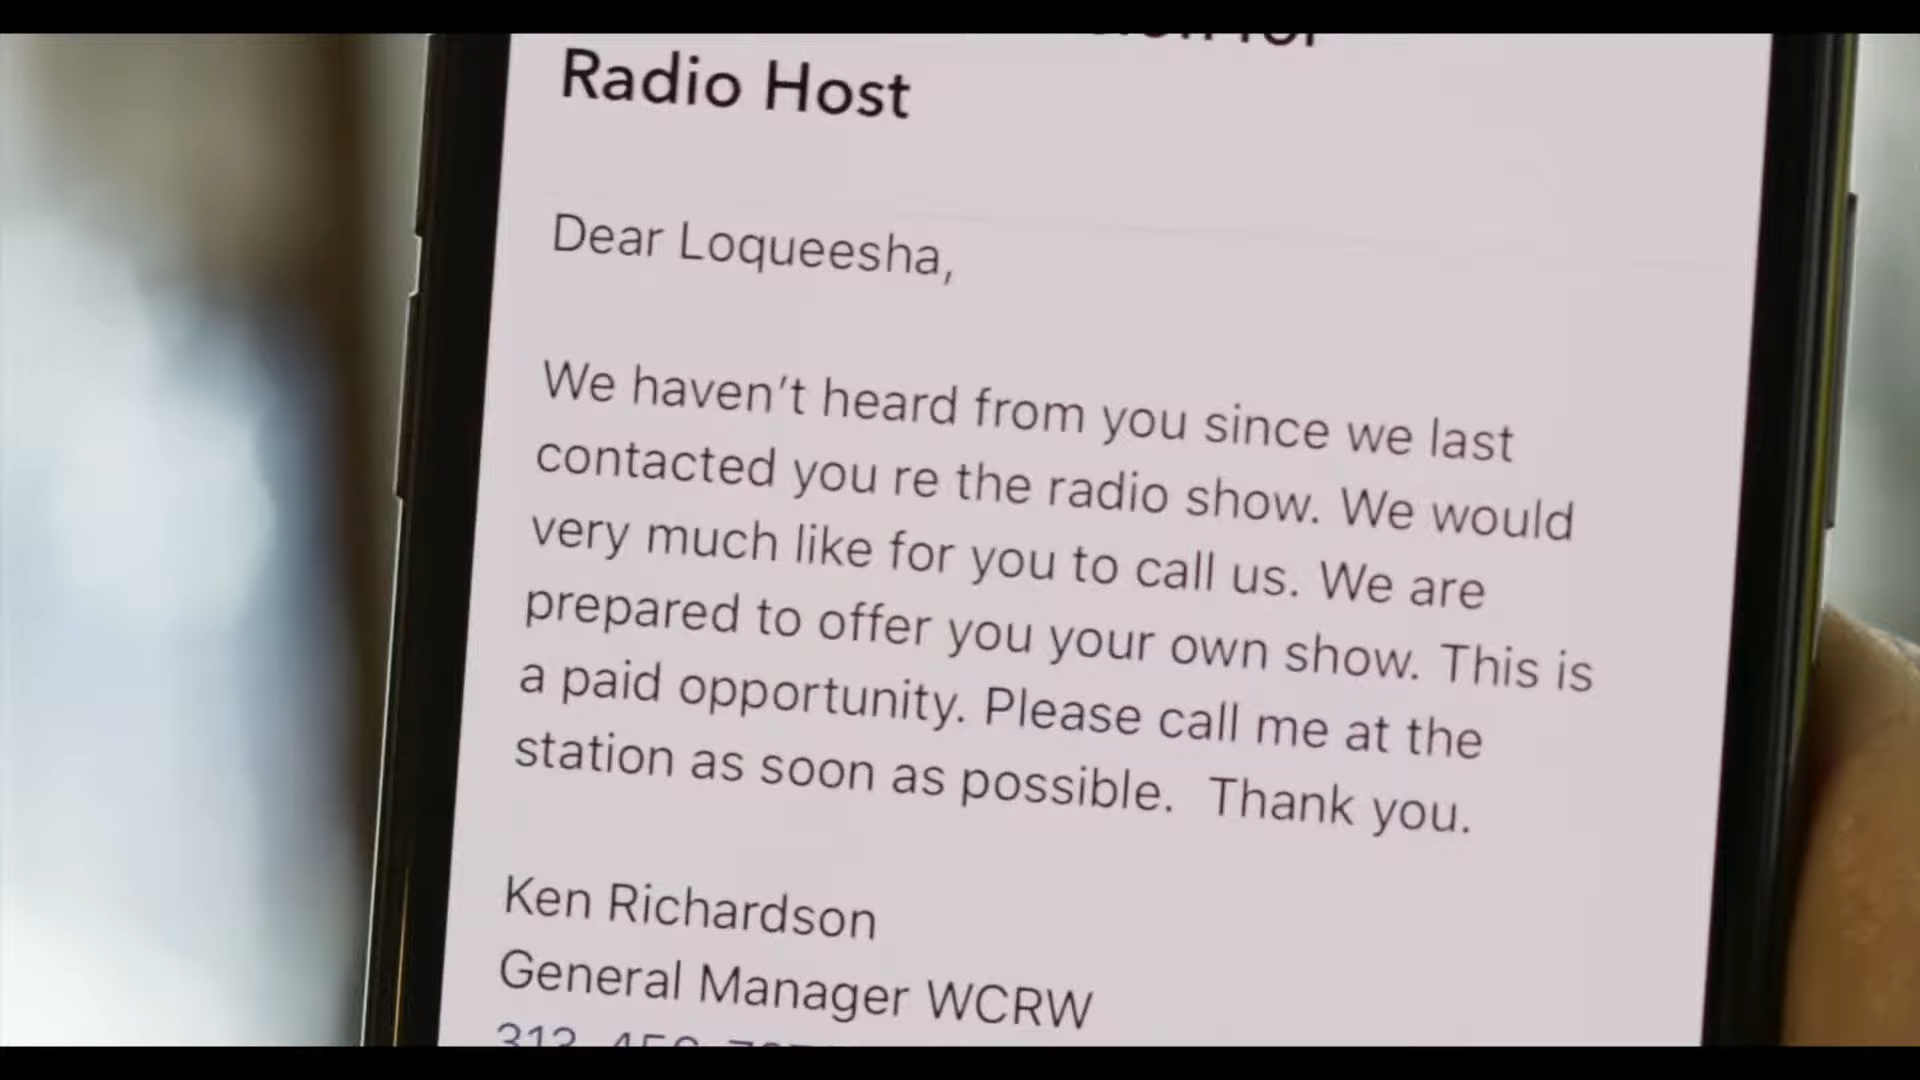 Radio Host
Dear Loqueesha,
We haven't heard from you since we last
contacted you re the radio show. We would
very much like for you to call us. We are
prepared to offer you your own show. This is
a paid opportunity. Please call me at the
station as soon as possible.  Thank you.
Ken Richardson
General Manager WCRW